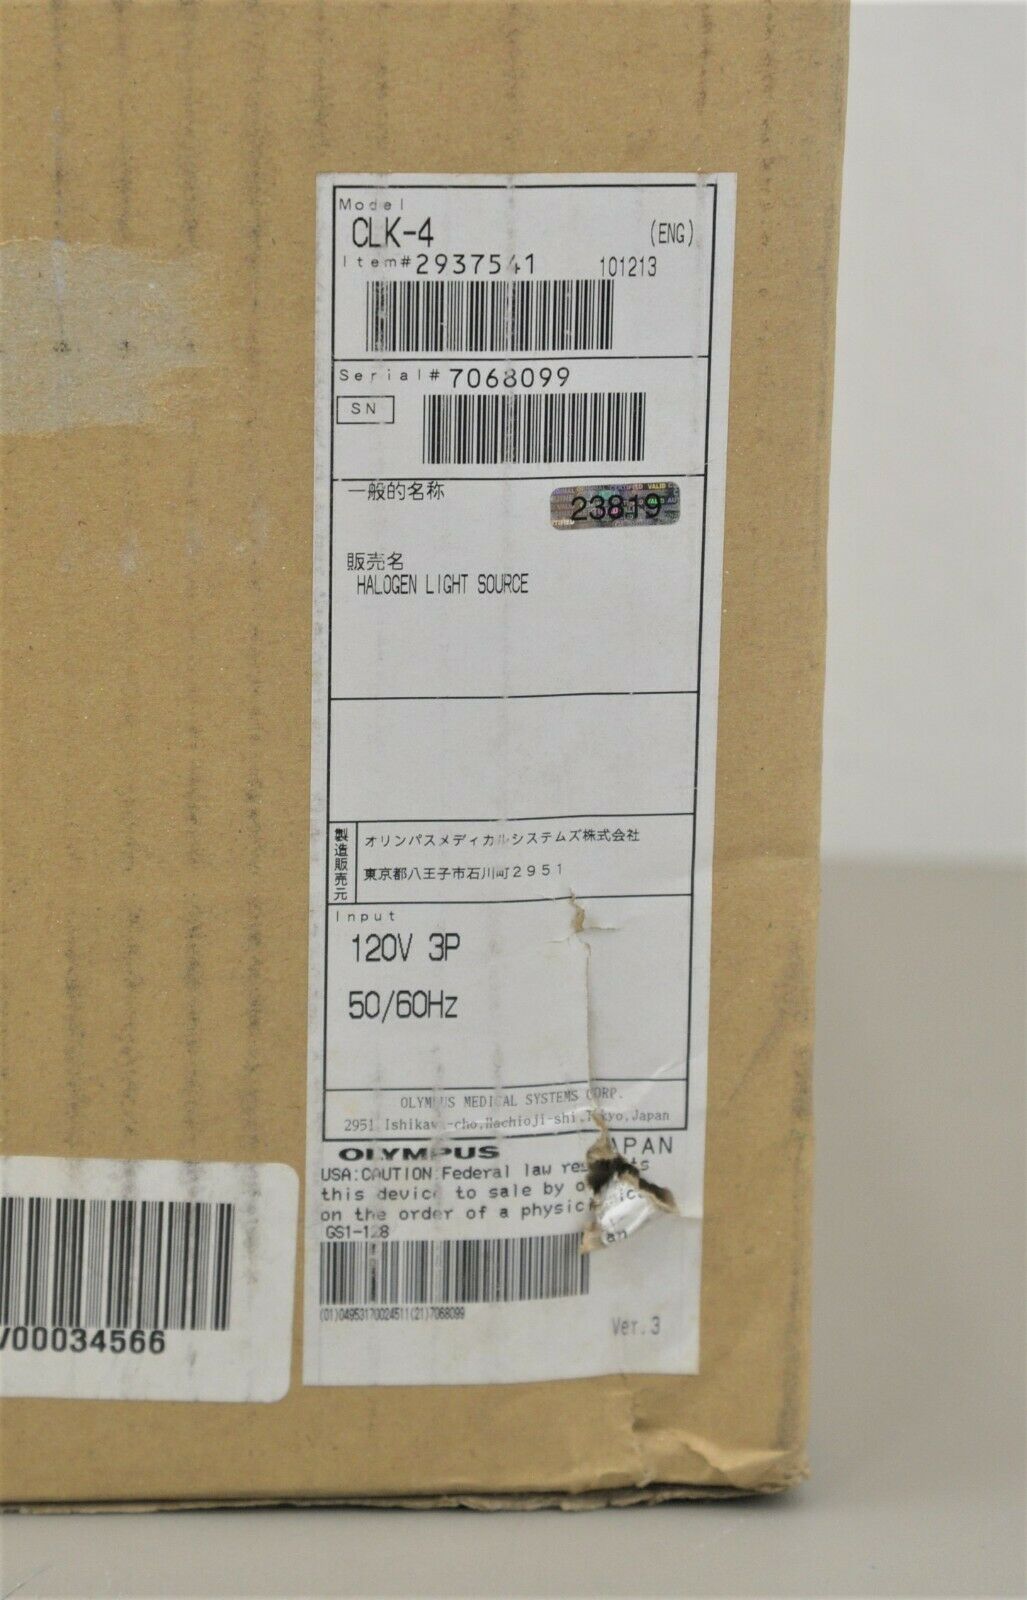 Model
CLK-4 (ENG)
Item# 2937541 101213
Serial# 7068099
SN
一般的名称
23819
販売名
HALOGEN LIGHT SOURCE
製造販売元
オリンパスメディカルシステムズ株式会社
東京都八王子市石川町2951
Input
120V 3P
50/60Hz
OLYMPUS MEDICAL SYSTEMS CORP.
2951 Ishikawa-cho, Hachioji-shi, Tokyo, Japan
OLYMPUS JAPAN
USA:CAUTION:Federal law restricts
this device to sale by or
on the order of a physician
GS1-128
(01)04953170024511(21)7068099
Ver.3
V00034566